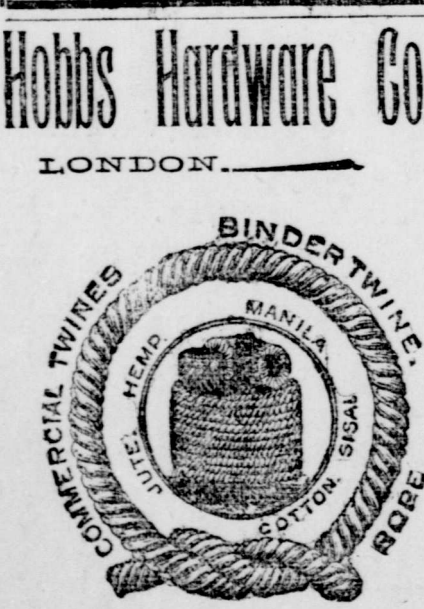 Hobbs Hardware Co
LONDON.
COMMERCIAL TWINES
BINDER TWINE.
ROPE
JUTE.
HEMP.
MANILA.
SISAL
COTTON.